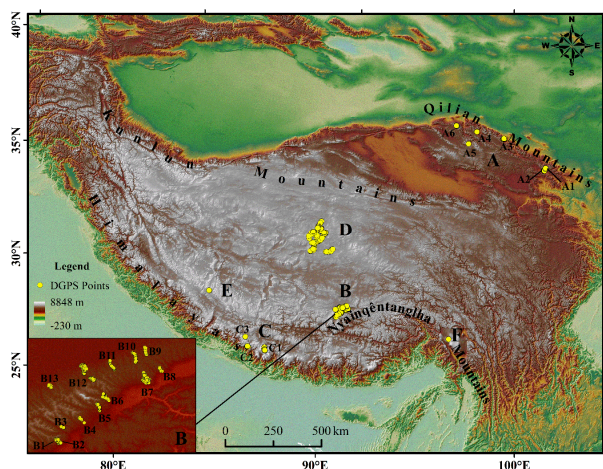 40°N
35°N
30°N
25°N
80°E
90°E
100°E
N
W
E
S
Qilian Mountains
A6
A4
A3
A5
A
A2
A1
Kunlun Mountains
Himalaya
D
E
B
Nyainqêntanglha Mountains
F
C
C3
C2
C1
Legend
DGPS Points
8848 m
-230 m
B10
B9
B11
B12
B8
B13
B7
B6
B5
B3
B4
B1
B2
B
0
250
500 km